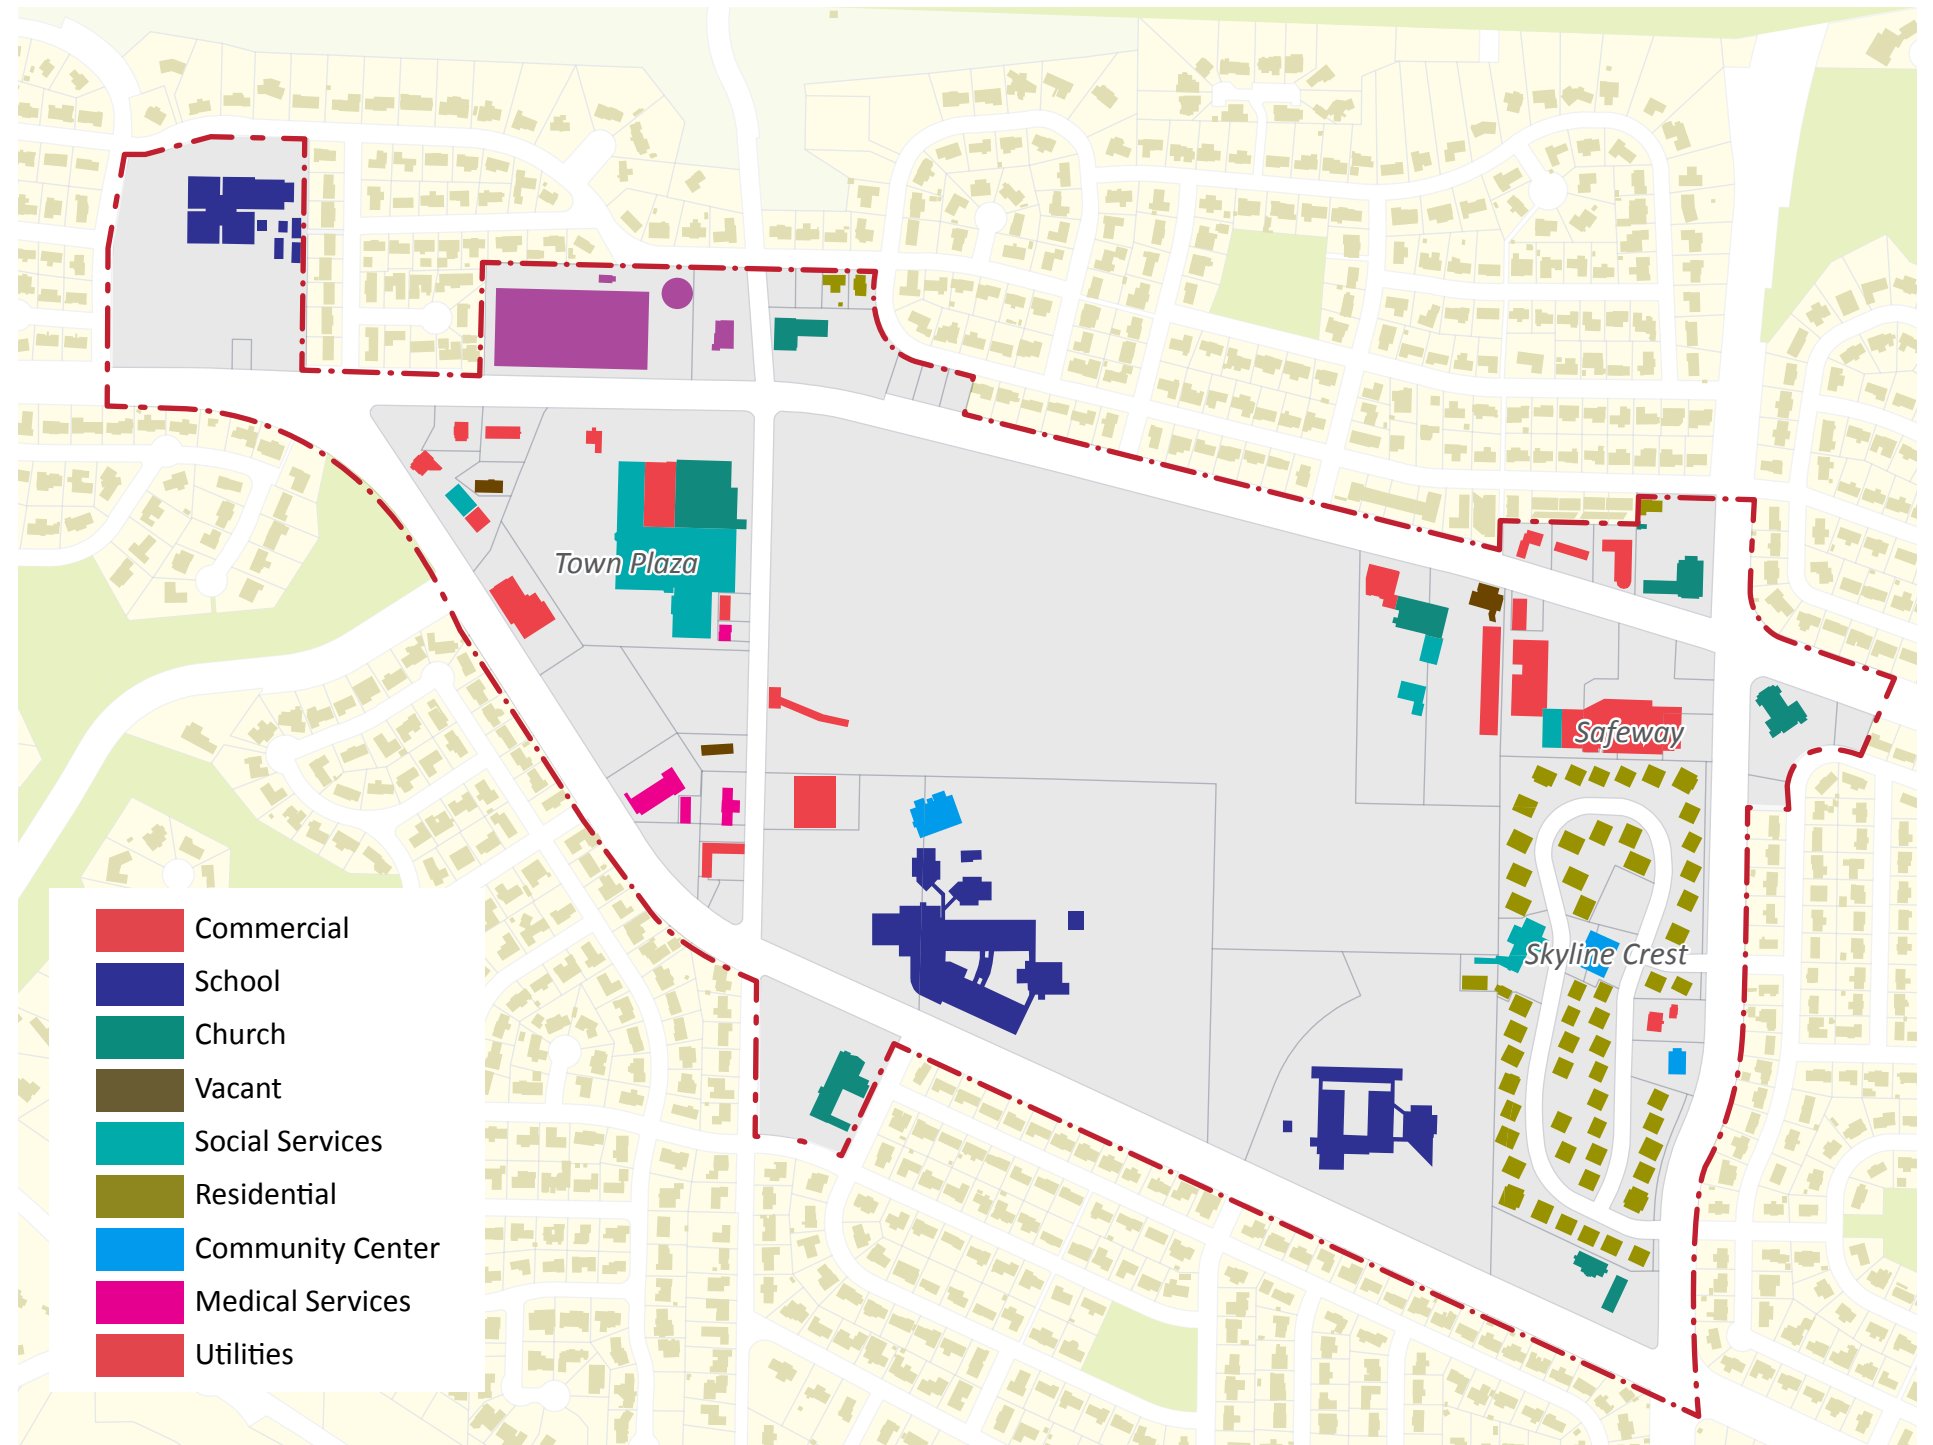 Town Plaza
Safeway
Skyline Crest
Commercial
School
Church
Vacant
Social Services
Residential
Community Center
Medical Services
Utilities